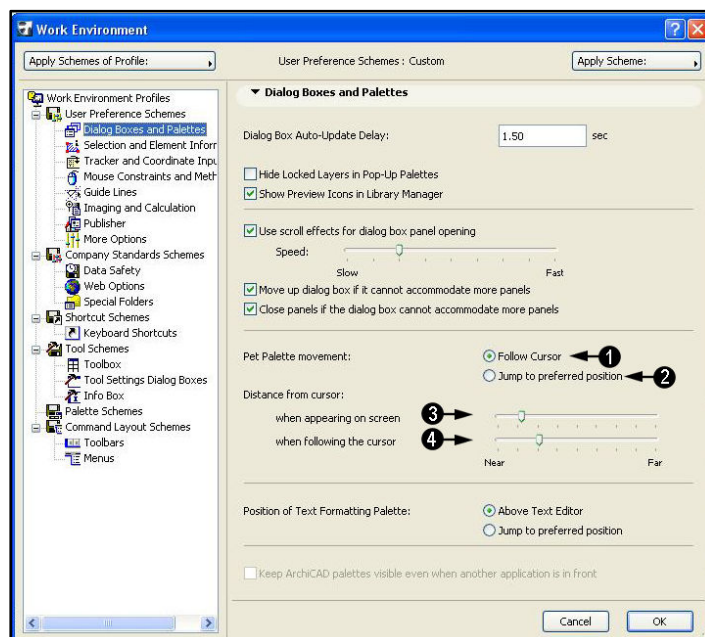 Work Environment
Apply Schemes of Profile:
User Preference Schemes : Custom
Apply Scheme:
Work Environment Profiles
User Preference Schemes
Dialog Boxes and Palettes
Selection and Element Inforr
Tracker and Coordinate Inpu
Mouse Constraints and Meth
Guide Lines
Imaging and Calculation
Publisher
More Options
Company Standards Schemes
Data Safety
Web Options
Special Folders
Shortcut Schemes
Keyboard Shortcuts
Tool Schemes
Toolbox
Tool Settings Dialog Boxes
Info Box
Palette Schemes
Command Layout Schemes
Toolbars
Menus
Dialog Boxes and Palettes
Dialog Box Auto-Update Delay: 1.50 sec
Hide Locked Layers in Pop-Up Palettes
Show Preview Icons in Library Manager
Use scroll effects for dialog box panel opening
Speed:
Slow Fast
Move up dialog box if it cannot accommodate more panels
Close panels if the dialog box cannot accommodate more panels
Pet Palette movement: Follow Cursor 1
Jump to preferred position 2
Distance from cursor:
when appearing on screen 3
when following the cursor 4
Near Far
Position of Text Formatting Palette: Above Text Editor
Jump to preferred position
Keep ArchiCAD palettes visible even when another application is in front
Cancel OK